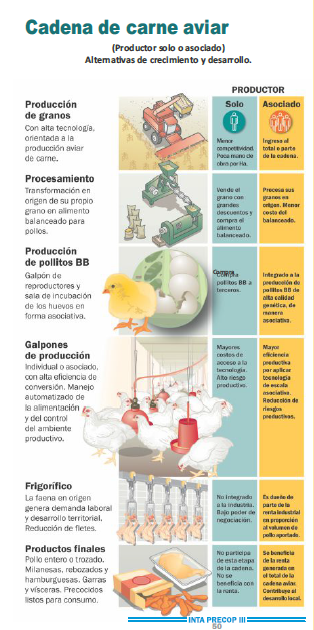 Cadena de carne aviar
(Productor solo o asociado)
Alternativas de crecimiento y desarrollo.
PRODUCTOR
Solo
Asociado
Producción
de granos
Con alta tecnología,
orientada a la
producción aviar
de carne.
Menor
competitividad.
Poca mano de
obra por Ha.
Ingresa al
total o parte
de la cadena.
Procesamiento
Transformación en
origen de su propio
grano en alimento
balanceado para
pollos.
Vende el
grano con
grandes
descuentos y
compra el
alimento
balanceado.
Procesa sus
granos en
origen. Menor
costo del
balanceado.
Producción
de pollitos BB
Galpón de
reproductores y
sala de incubación
de los huevos en
forma asociativa.
Compra
pollitos BB a
terceros.
Integrado a la
producción de
pollitos BB de
alta calidad
genética, de
manera
asociativa.
Galpones
de producción
Individual o asociado,
con alta eficiencia de
conversión. Manejo
automatizado de
la alimentación
y del control
del ambiente
productivo.
Mayores
costos de
acceso a la
tecnología.
Alto riesgo
productivo.
Mayor
eficiencia
productiva
por aplicar
tecnología
de escala
asociativa.
Reducción de
riesgos
productivos.
Frigorífico
La faena en origen
genera demanda laboral
y desarrollo territorial.
Reducción de fletes.
No integrado
a la industria.
Bajo poder de
negociación.
Es dueño de
parte de la
renta industrial
en proporción
al volumen de
pollo aportado.
Productos finales
Pollo entero o trozado.
Milanesas, rebozados y
hamburguesas. Garras
y vísceras. Precocidos
listos para consumo.
No participa
de esta etapa
de la cadena.
No se
beneficia con
la renta.
Se beneficia
de la renta
generada en
el total de la
cadena aviar.
Contribuye al
desarrollo local.
INTA PRECOP III
50